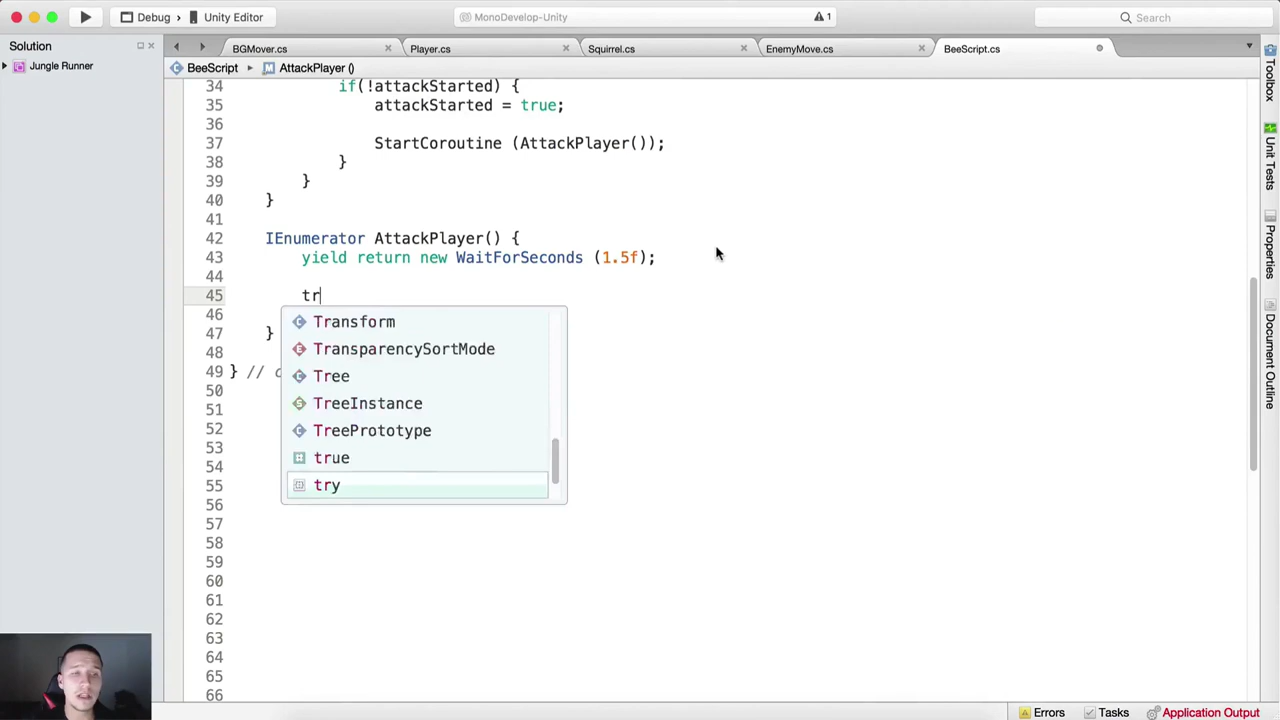 Debug
Unity Editor
MonoDevelop-Unity
1
Search
Solution
BGMover.cs
Player.cs
Squirrel.cs
EnemyMove.cs
BeeScript.cs
Jungle Runner
BeeScript
AttackPlayer ()
34 if(!attackStarted) {
35 attackStarted = true;
36
37 StartCoroutine (AttackPlayer());
38 }
39 }
40 }
41
42 IEnumerator AttackPlayer() {
43 yield return new WaitForSeconds (1.5f);
44
45 tr
46
47 }
48
49 } // c
50
51
52
53
54
55
56
57
58
59
60
61
62
63
64
65
66
Transform
TransparencySortMode
Tree
TreeInstance
TreePrototype
true
try
Toolbox
Unit Tests
Properties
Document Outline
Errors
Tasks
Application Output